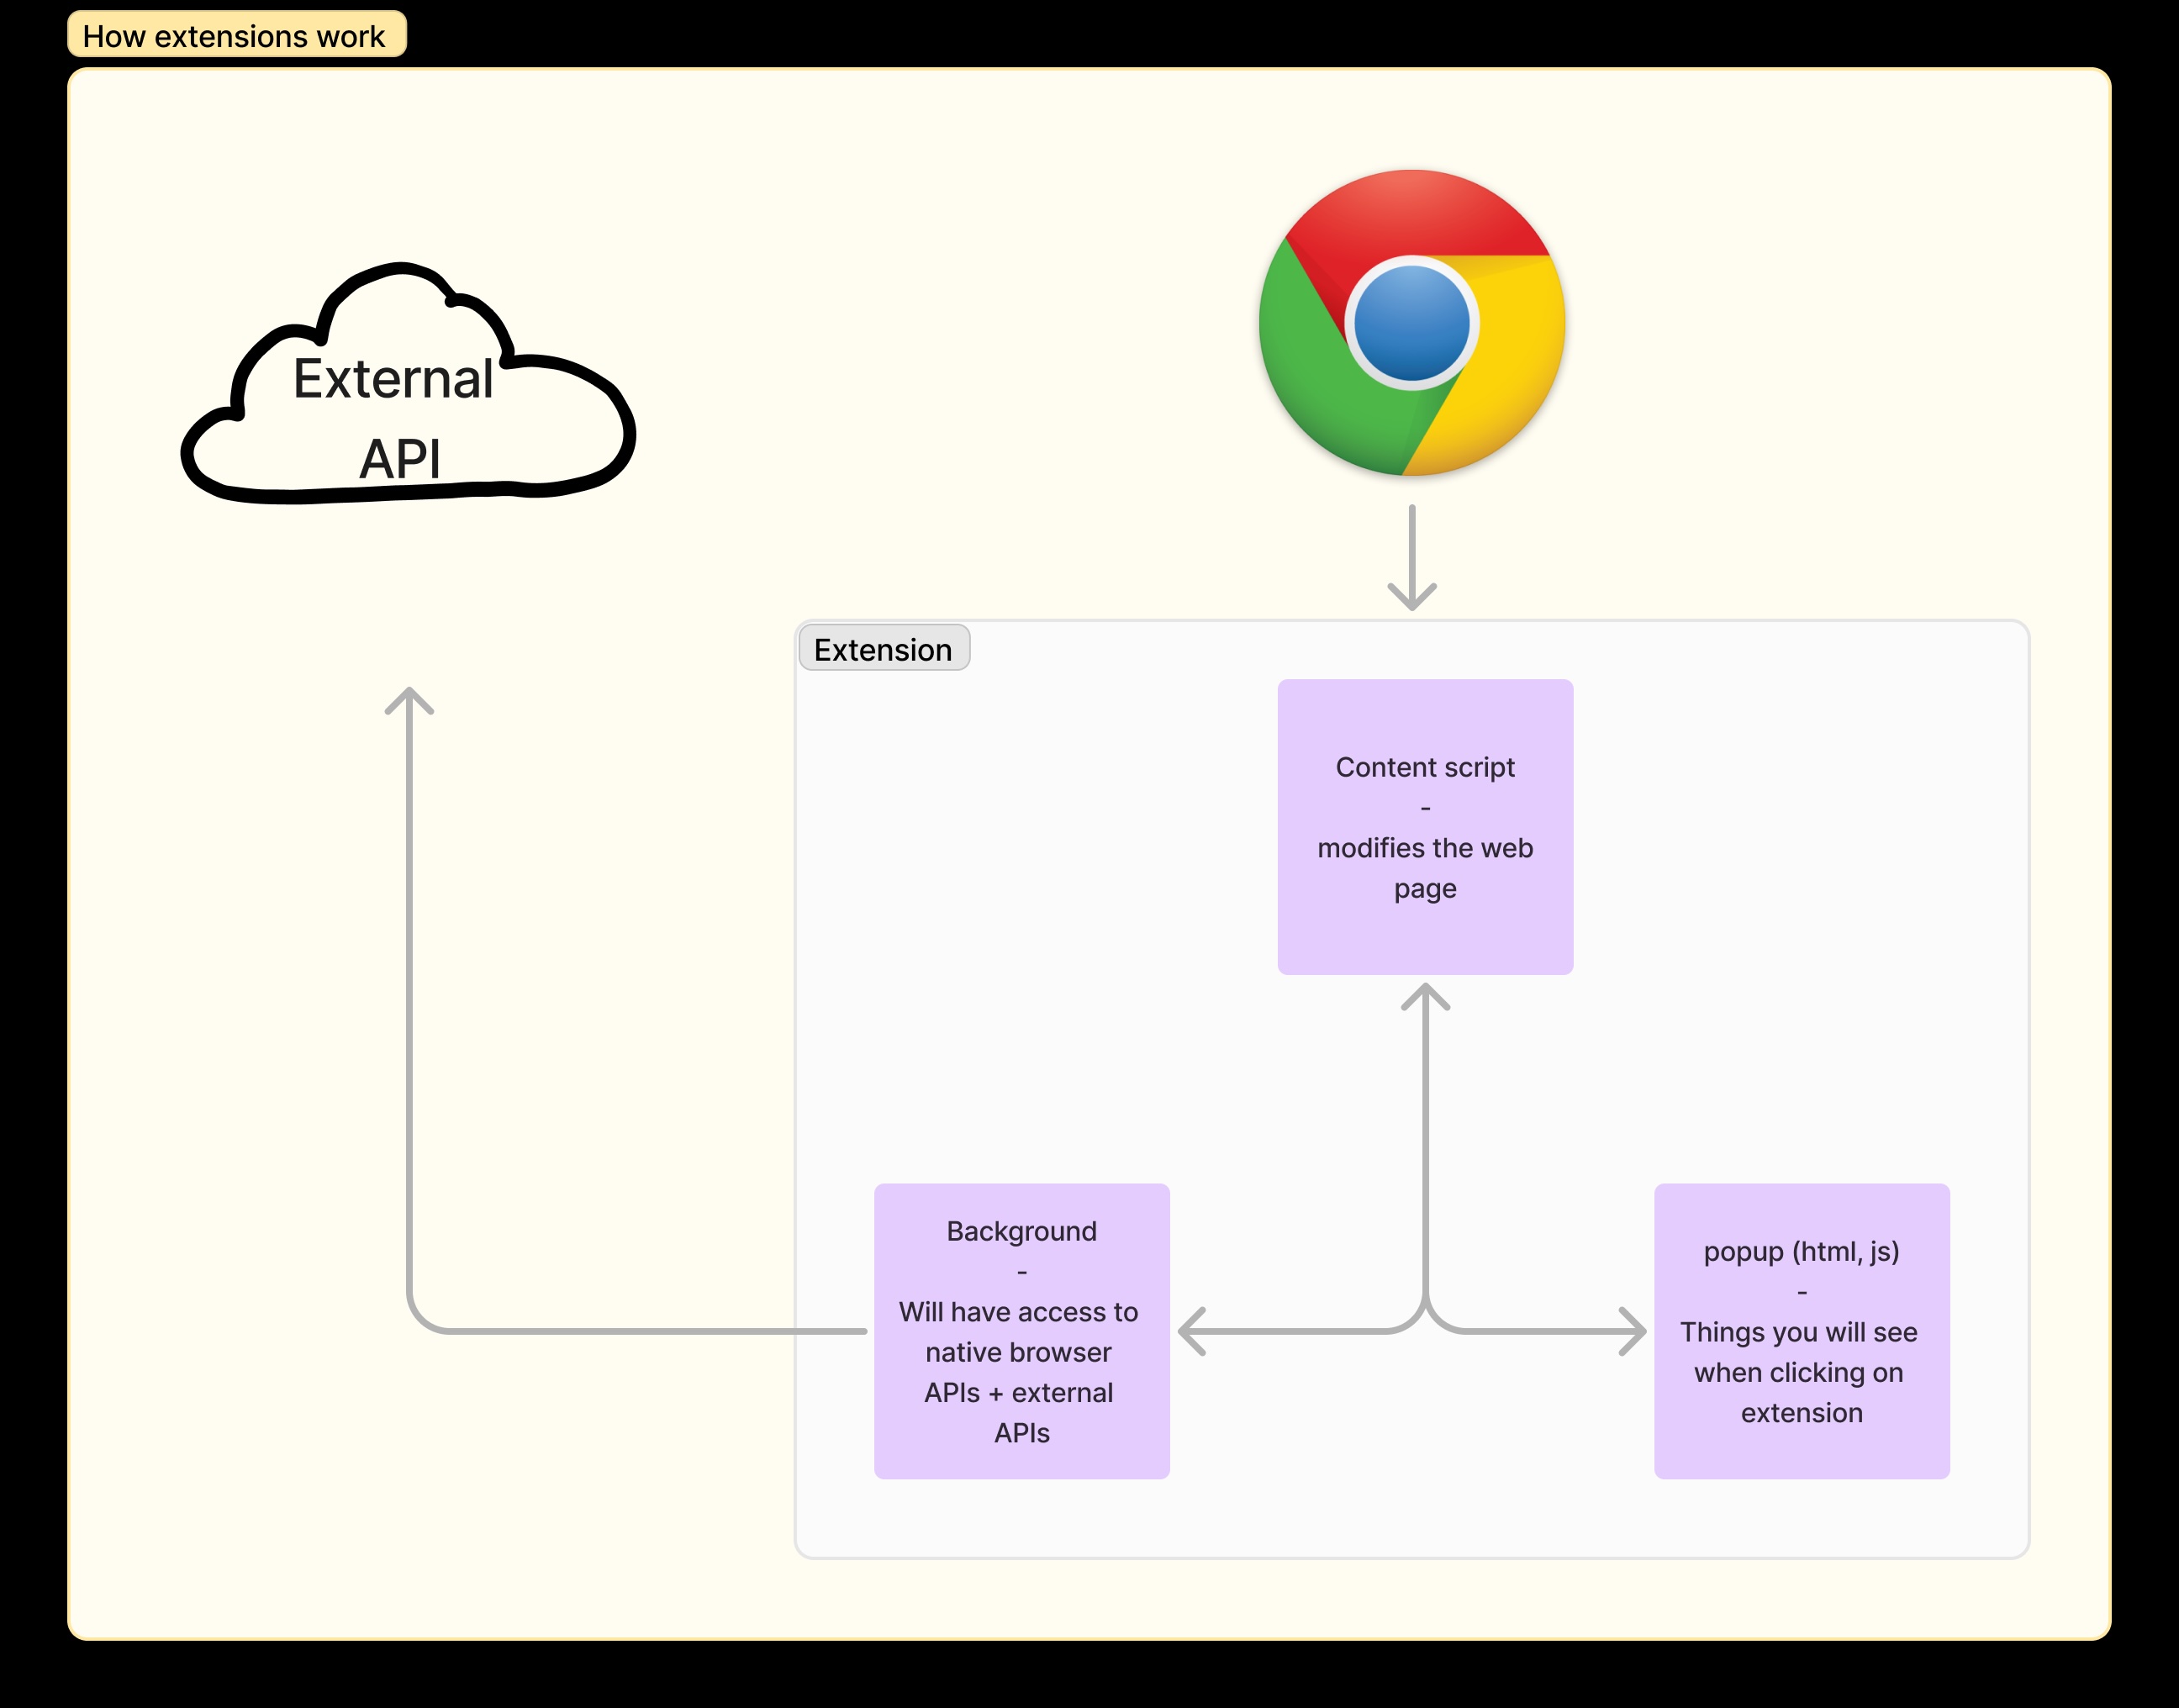 How extensions work
External
API
Extension
Content script
-
modifies the web
page
Background
-
Will have access to
native browser
APIs + external
APIs
popup (html, js)
-
Things you will see
when clicking on
extension